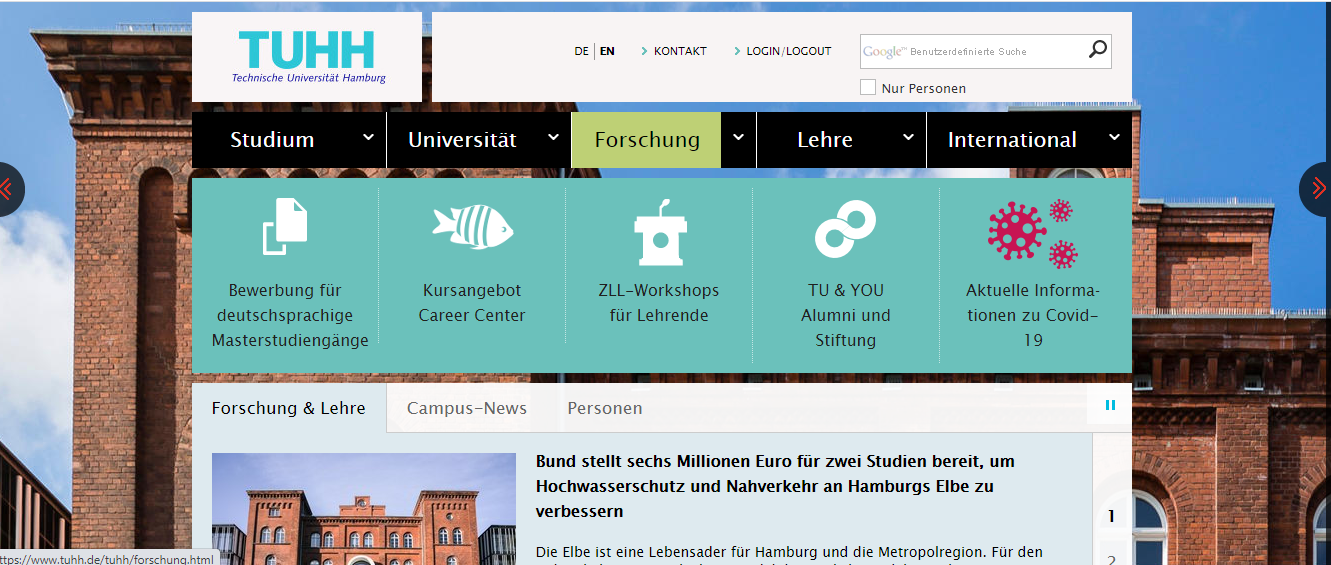 TUHH
Technische Universität Hamburg
DE EN KONTAKT LOGIN/LOGOUT
Google™ Benutzerdefinierte Suche
Nur Personen
Studium Universität Forschung Lehre International
Bewerbung für
deutschsprachige
Masterstudiengänge
Kursangebot
Career Center
ZLL-Workshops
für Lehrende
TU & YOU
Alumni und
Stiftung
Aktuelle Informa-
tionen zu Covid-
19
Forschung & Lehre Campus-News Personen
Bund stellt sechs Millionen Euro für zwei Studien bereit, um
Hochwasserschutz und Nahverkehr an Hamburgs Elbe zu
verbessern
Die Elbe ist eine Lebensader für Hamburg und die Metropolregion. Für den
1
2
ttps://www.tuhh.de/tuhh/forschung.html